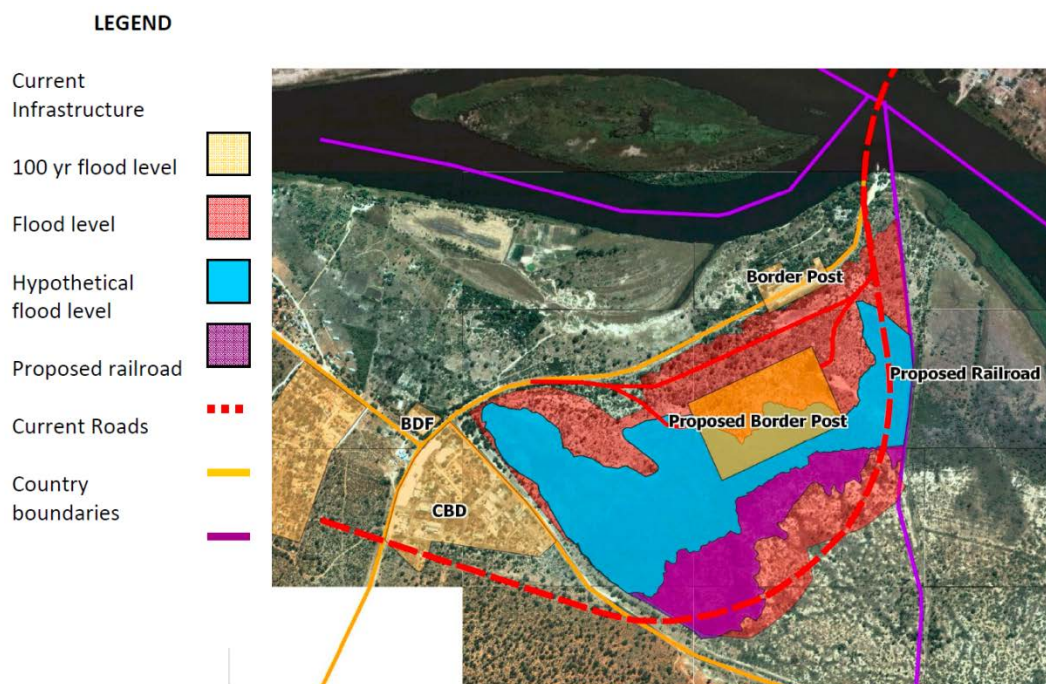 LEGEND
Current
Infrastructure
100 yr flood level
Flood level
Hypothetical
flood level
Proposed railroad
Current Roads
Country
boundaries
Border Post
Proposed Railroad
Proposed Border Post
BDF
CBD